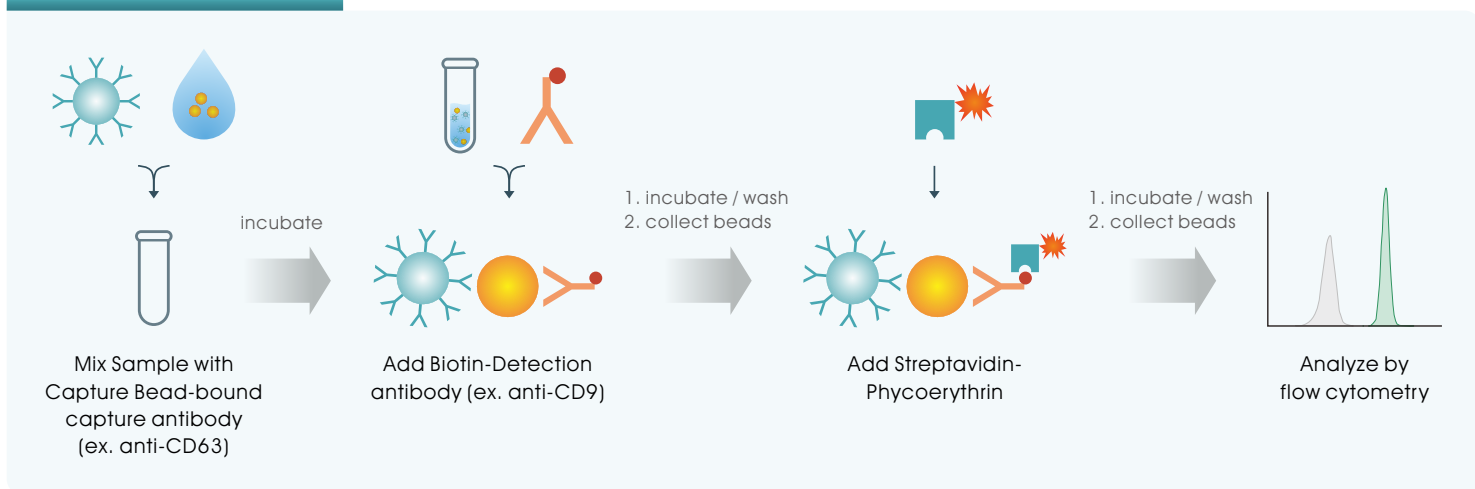 incubate
1. incubate / wash
2. collect beads
1. incubate / wash
2. collect beads
Mix Sample with
Capture Bead-bound
capture antibody
(ex. anti-CD63)
Add Biotin-Detection
antibody (ex. anti-CD9)
Add Streptavidin-
Phycoerythrin
Analyze by
flow cytometry